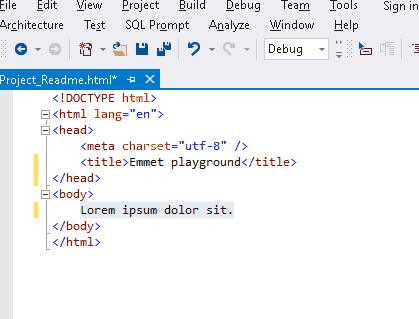 File Edit View Project Build Debug Team Tools Sign in
Architecture Test SQL Prompt Analyze Window Help
Debug
Project_Readme.html*
<!DOCTYPE html>
<html lang="en">
<head>
<meta charset="utf-8" />
<title>Emmet playground</title>
</head>
<body>
Lorem ipsum dolor sit.
</body>
</html>